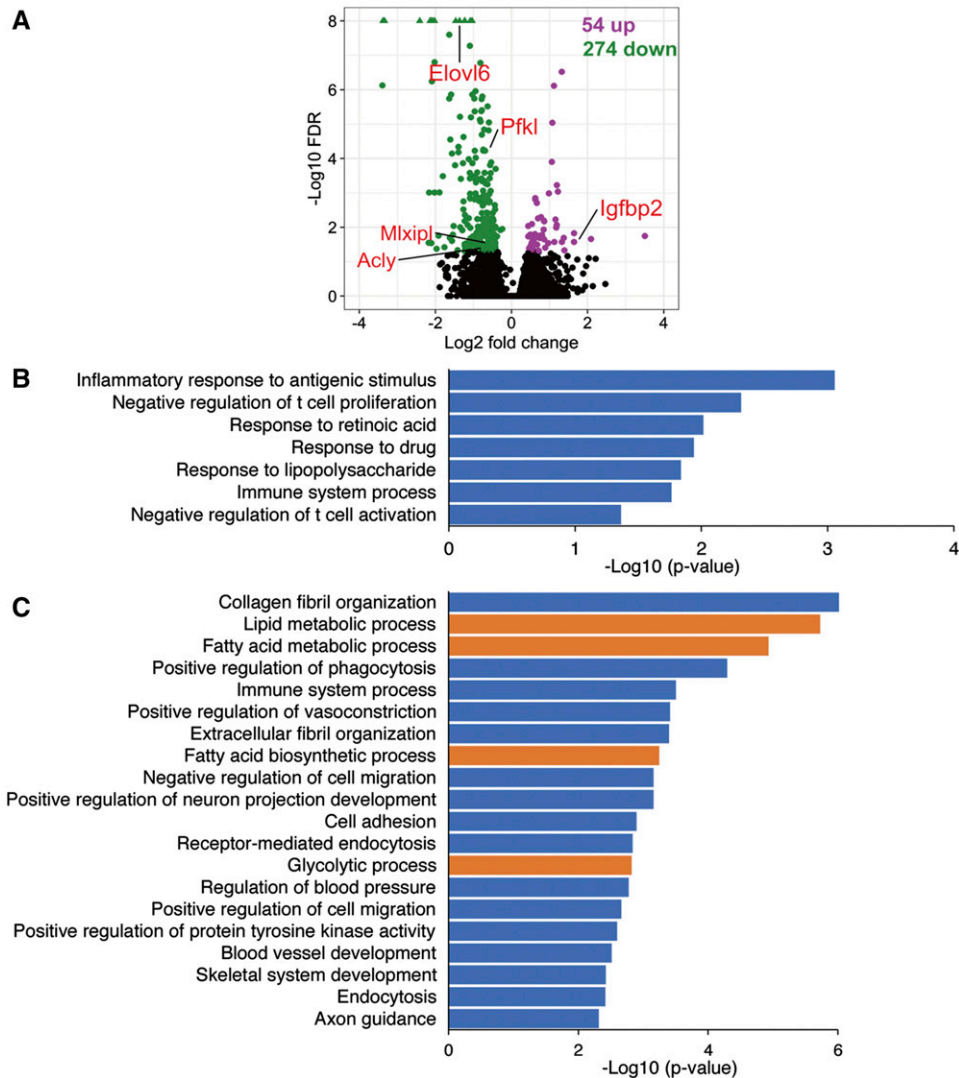 A
54 up
274 down
Elovl6
Pfkl
Igfbp2
Mlxipl
Acly
-Log10 FDR
8
6
4
2
0
-4
-2
0
2
4
Log2 fold change
B
Inflammatory response to antigenic stimulus
Negative regulation of t cell proliferation
Response to retinoic acid
Response to drug
Response to lipopolysaccharide
Immune system process
Negative regulation of t cell activation
0
1
2
3
4
-Log10 (p-value)
C
Collagen fibril organization
Lipid metabolic process
Fatty acid metabolic process
Positive regulation of phagocytosis
Immune system process
Positive regulation of vasoconstriction
Extracellular fibril organization
Fatty acid biosynthetic process
Negative regulation of cell migration
Positive regulation of neuron projection development
Cell adhesion
Receptor-mediated endocytosis
Glycolytic process
Regulation of blood pressure
Positive regulation of cell migration
Positive regulation of protein tyrosine kinase activity
Blood vessel development
Skeletal system development
Endocytosis
Axon guidance
0
2
4
6
-Log10 (p-value)